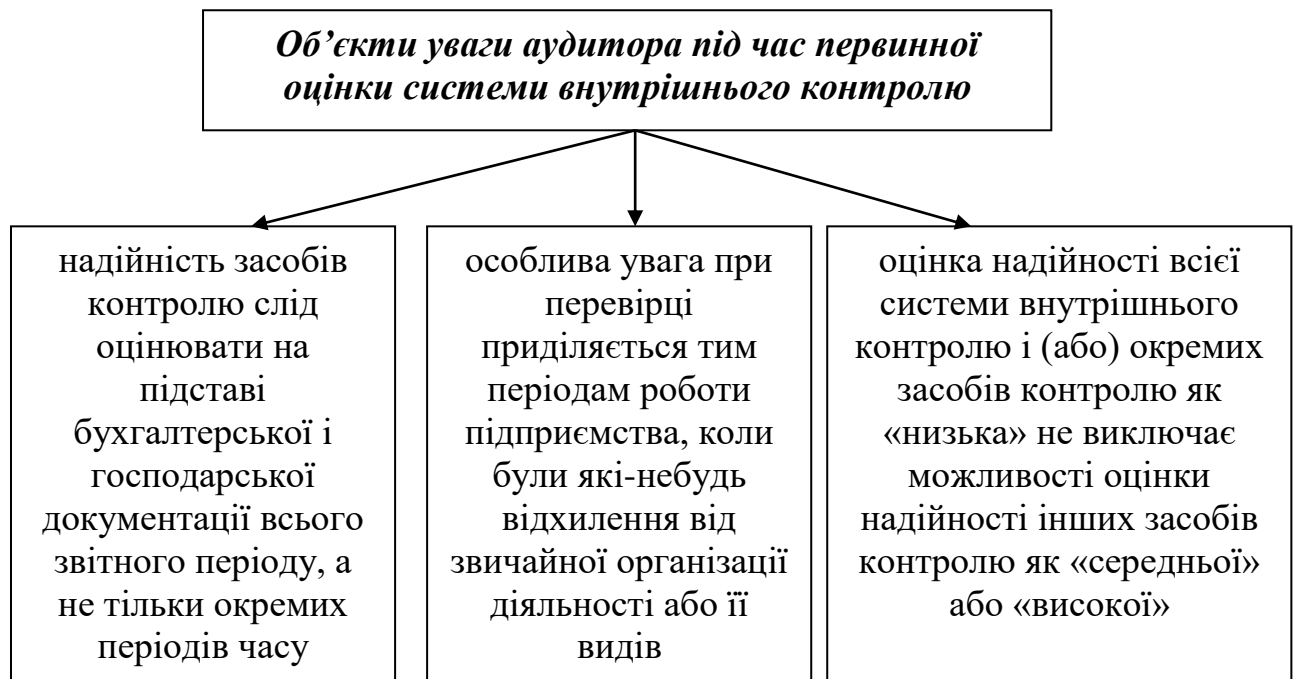 Об’єкти уваги аудитора під час первинної
оцінки системи внутрішнього контролю
надійність засобів
контролю слід
оцінювати на
підставі
бухгалтерської і
господарської
документації всього
звітного періоду, а
не тільки окремих
періодів часу
особлива увага при
перевірці
приділяється тим
періодам роботи
підприємства, коли
були які-небудь
відхилення від
звичайної організації
діяльності або її
видів
оцінка надійності всієї
системи внутрішнього
контролю і (або) окремих
засобів контролю як
«низька» не виключає
можливості оцінки
надійності інших засобів
контролю як «середньої»
або «високої»